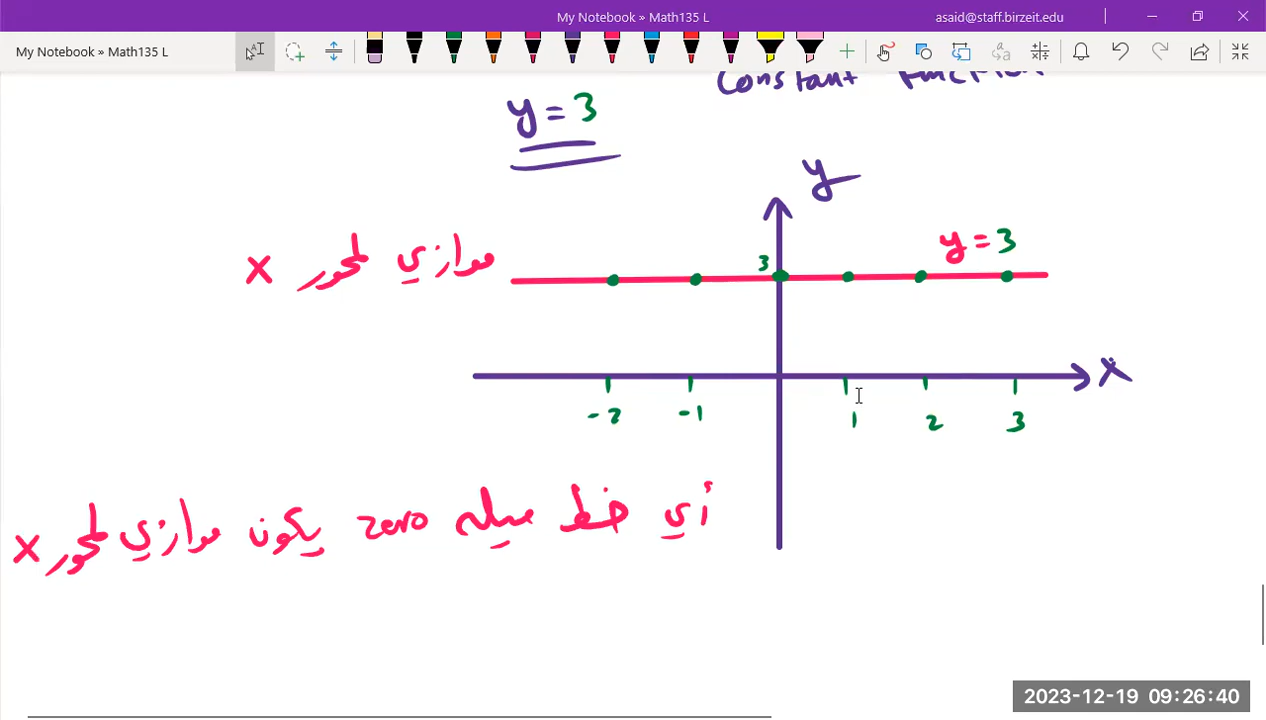 My Notebook » Math135 L
asaid@staff.birzeit.edu
My Notebook » Math135 L
Constant Function
y = 3
y
موازي لمحور x
y = 3
3
x
-2 -1 1 2 3
أي خط ميله zero يكون موازي لمحور x
2023-12-19 09:26:40